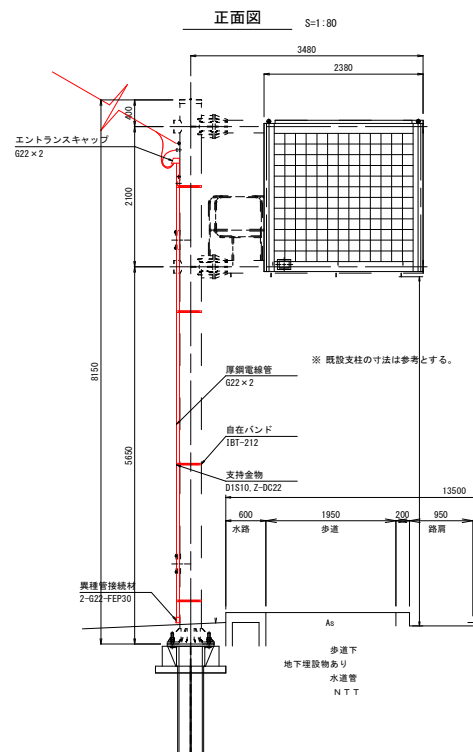 正面図 S=1:80
3480
2380
400
エントランスキャップ
G22×2
2100
8150
※ 既設支柱の寸法は参考とする。
厚鋼電線管
G22×2
5650
自在バンド
IBT-212
支持金物
D1S10,Z-DC22
13500
600 1950 200 950
水路 歩道 路肩
異種管接続材
2-G22-FEP30
As
歩道下
地下埋設物あり
水道管
NTT